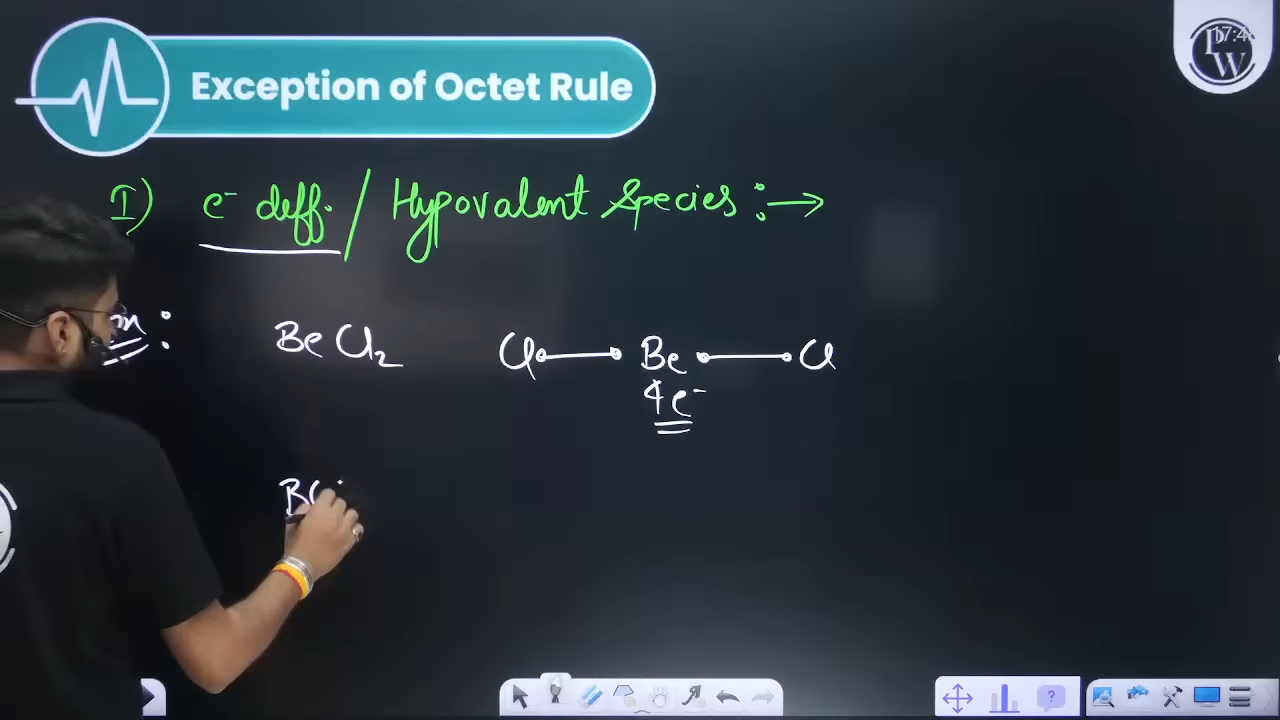 Exception of Octet Rule
I) e⁻ deff. / Hypovalent Species :→
BeCl₂ Cl Be Cl
4e⁻